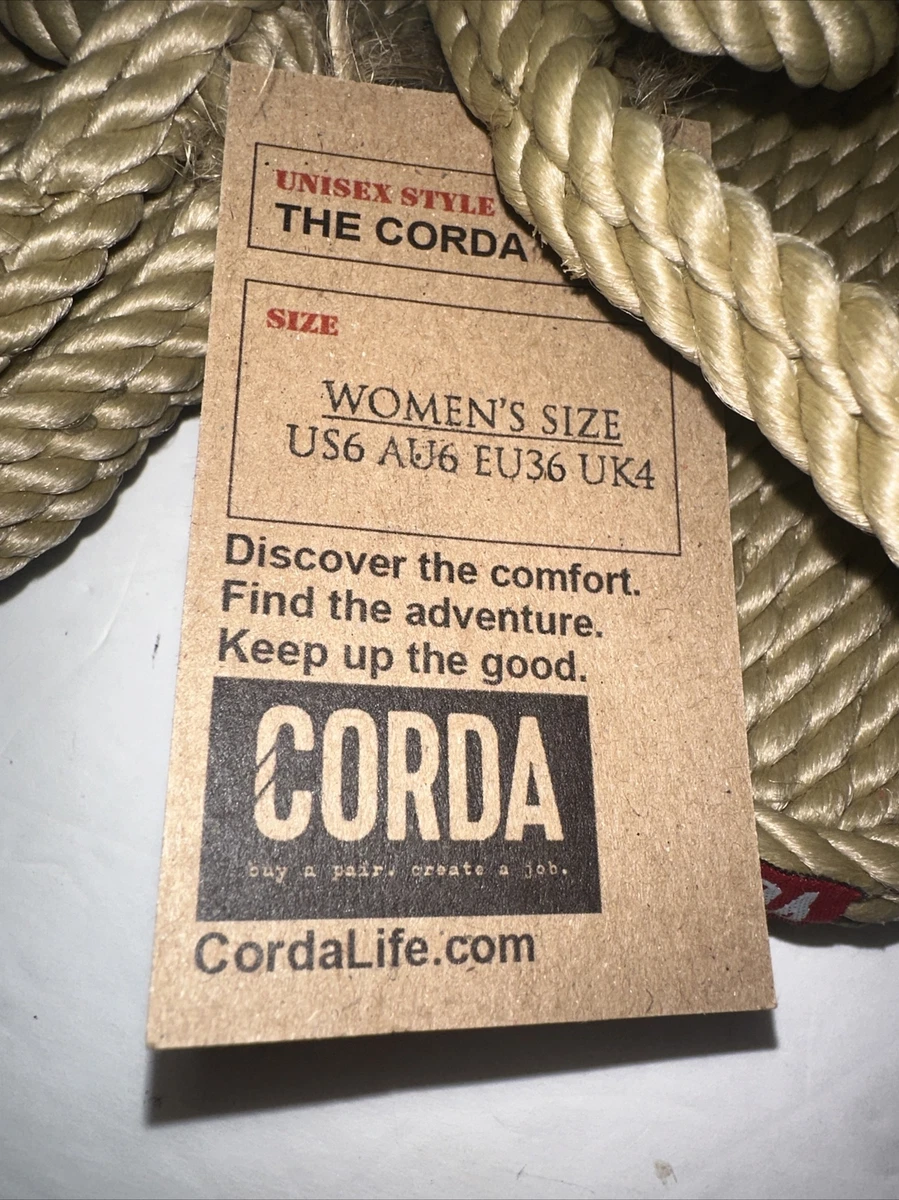 UNISEX STYLE
THE CORDA
SIZE
WOMEN'S SIZE
US6 AU6 EU36 UK4
Discover the comfort.
Find the adventure.
Keep up the good.
CORDA
buy a pair. create a job.
CordaLife.com